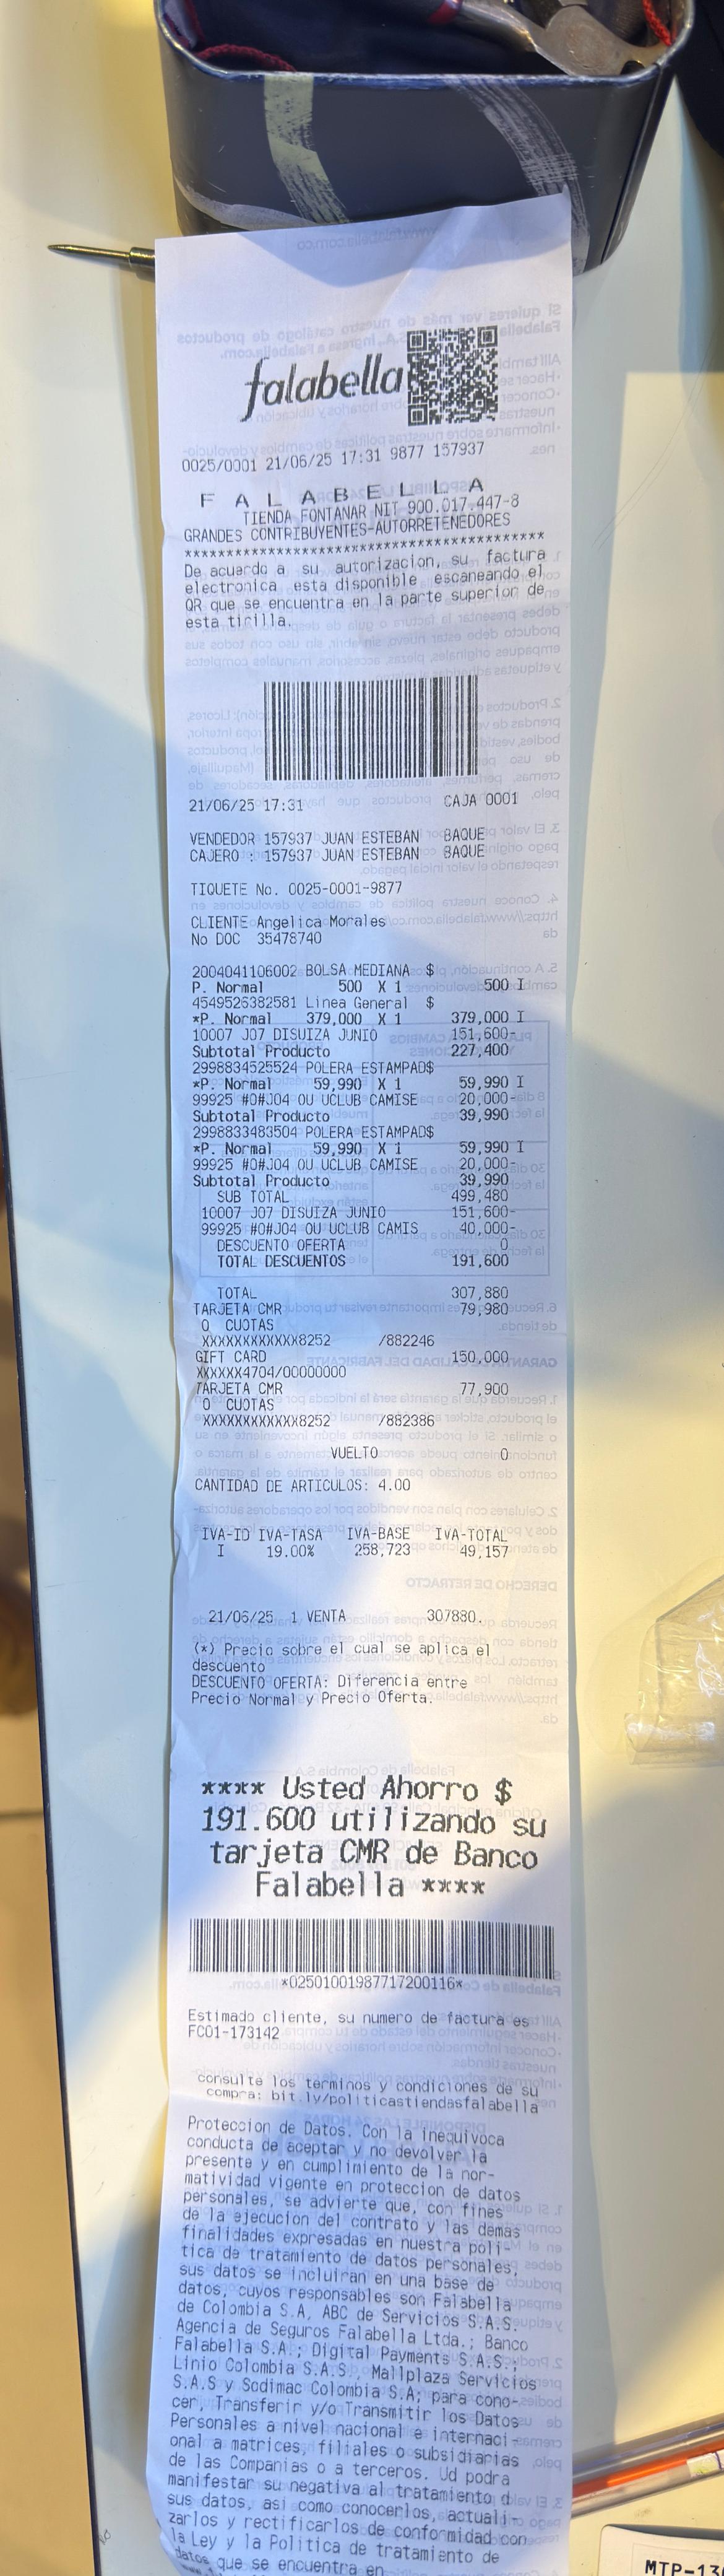 falabella
0025/0001 21/06/25 17:31 9877 157937
F A L A B E L L A
TIENDA FONTANAR NIT 900.017.447-8
GRANDES CONTRIBUYENTES-AUTORRETENEDORES
*****************************************
De acuerdo a su autorizacion, su factura
electronica esta disponible escaneando el
QR que se encuentra en la parte superior de
esta tirilla.
21/06/25 17:31 CAJA 0001
VENDEDOR 157937 JUAN ESTEBAN BAQUE
CAJERO : 157937 JUAN ESTEBAN BAQUE
TIQUETE No. 0025-0001-9877
CLIENTE Angelica Morales
No DOC 35478740
2004041106002 BOLSA MEDIANA $
P. Normal 500 X 1 500 I
4549526382581 Linea General $
*P. Normal 379,000 X 1 379,000 I
10007 J07 DISUIZA JUNIO 151,600-
Subtotal Producto 227,400
2998834525524 POLERA ESTAMPAD$
*P. Normal 59,990 X 1 59,990 I
99925 #0#J04 OU UCLUB CAMISE 20,000-
Subtotal Producto 39,990
2998833483504 POLERA ESTAMPAD$
*P. Normal 59,990 X 1 59,990 I
99925 #0#J04 OU UCLUB CAMISE 20,000-
Subtotal Producto 39,990
SUB TOTAL 499,480
10007 J07 DISUIZA JUNIO 151,600-
99925 #0#J04 OU UCLUB CAMIS 40,000-
DESCUENTO OFERTA 0
TOTAL DESCUENTOS 191,600
TOTAL 307,880
TARJETA CMR 79,980
0 CUOTAS
XXXXXXXXXXXX8252 /882246
GIFT CARD 150,000
XXXXXX4704/00000000
TARJETA CMR 77,900
0 CUOTAS
XXXXXXXXXXXX8252 /882386
VUELTO 0
CANTIDAD DE ARTICULOS: 4.00
IVA-ID IVA-TASA IVA-BASE IVA-TOTAL
I 19.00% 258,723 49,157
21/06/25 1 VENTA 307880.
(*) Precio sobre el cual se aplica el
descuento
DESCUENTO OFERTA: Diferencia entre
Precio Normal y Precio Oferta.
**** Usted Ahorro $
191.600 utilizando su
tarjeta CMR de Banco
Falabella ****
*02501001987717200116*
Estimado cliente, su numero de factura es
FC01-173142
consulte los terminos y condiciones de su
compra: bit.ly/politicastiendasfalabella
Proteccion de Datos. Con la inequivoca
conducta de aceptar y no devolver la
presente y en cumplimiento de la nor-
matividad vigente en proteccion de datos
personales, se advierte que, con fines
de la ejecucion del contrato y las demas
finalidades expresadas en nuestra poli-
tica de tratamiento de datos personales,
sus datos se incluiran en una base de
datos, cuyos responsables son Falabella
de Colombia S.A, ABC de Servicios S.A.S.
Agencia de Seguros Falabella Ltda.; Banco
Falabella S.A.; Digital Payments S.A.S.;
Linio Colombia S.A.S., Mallplaza Servicios
S.A.S y Sodimac Colombia S.A; para cono-
cer, Transferir y/o Transmitir los Datos
Personales a nivel nacional e internaci-
onal a matrices, filiales o subsidiarias
de las Companias o a terceros. Ud podra
manifestar su negativa al tratamiento d
sus datos, asi como conocerlos, actuali-
zarlos y rectificarlos de conformidad con
la Ley y la Politica de tratamiento de
datos que se encuentra en
MTP-13